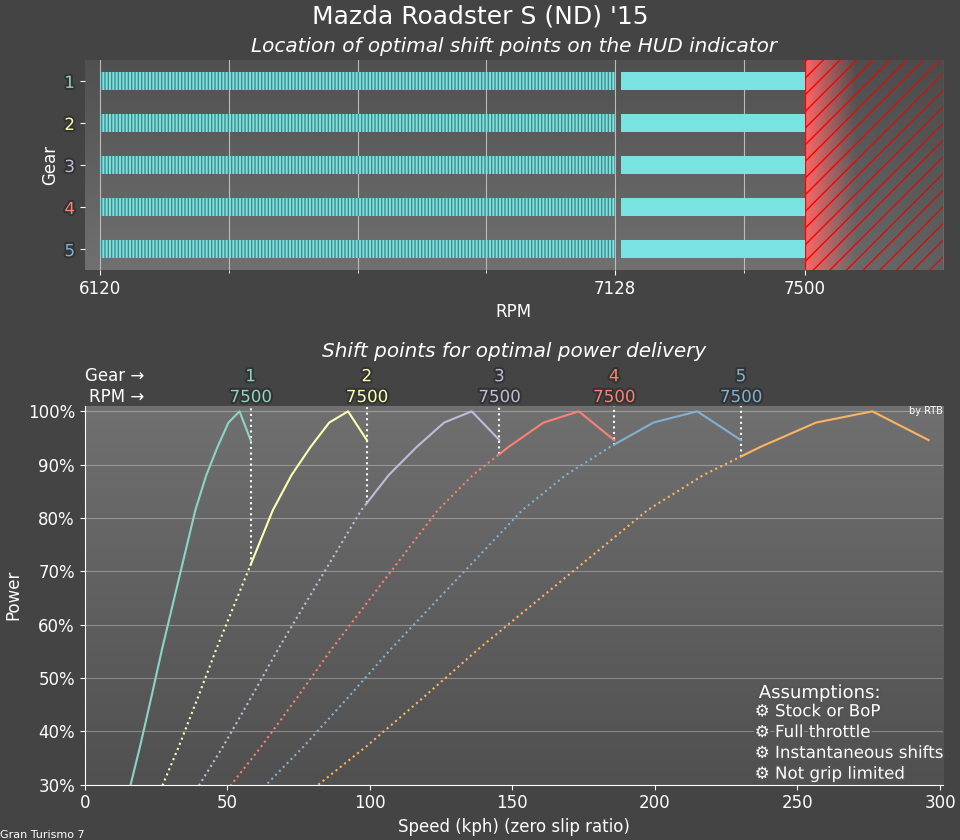 Mazda Roadster S (ND) '15
Location of optimal shift points on the HUD indicator
Gear
1
2
3
4
5
6120 7128 7500
RPM
Shift points for optimal power delivery
Gear → 1 2 3 4 5
RPM → 7500 7500 7500 7500 7500
by RTB
Power
100%
90%
80%
70%
60%
50%
40%
30%
Assumptions:
⚙ Stock or BoP
⚙ Full throttle
⚙ Instantaneous shifts
⚙ Not grip limited
0 50 100 150 200 250 300
Speed (kph) (zero slip ratio)
Gran Turismo 7